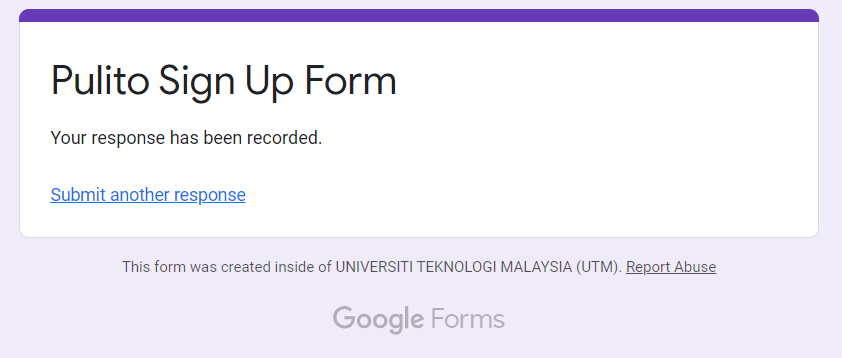 Pulito Sign Up Form
Your response has been recorded.
Submit another response
This form was created inside of UNIVERSITI TEKNOLOGI MALAYSIA (UTM). Report Abuse
Google Forms